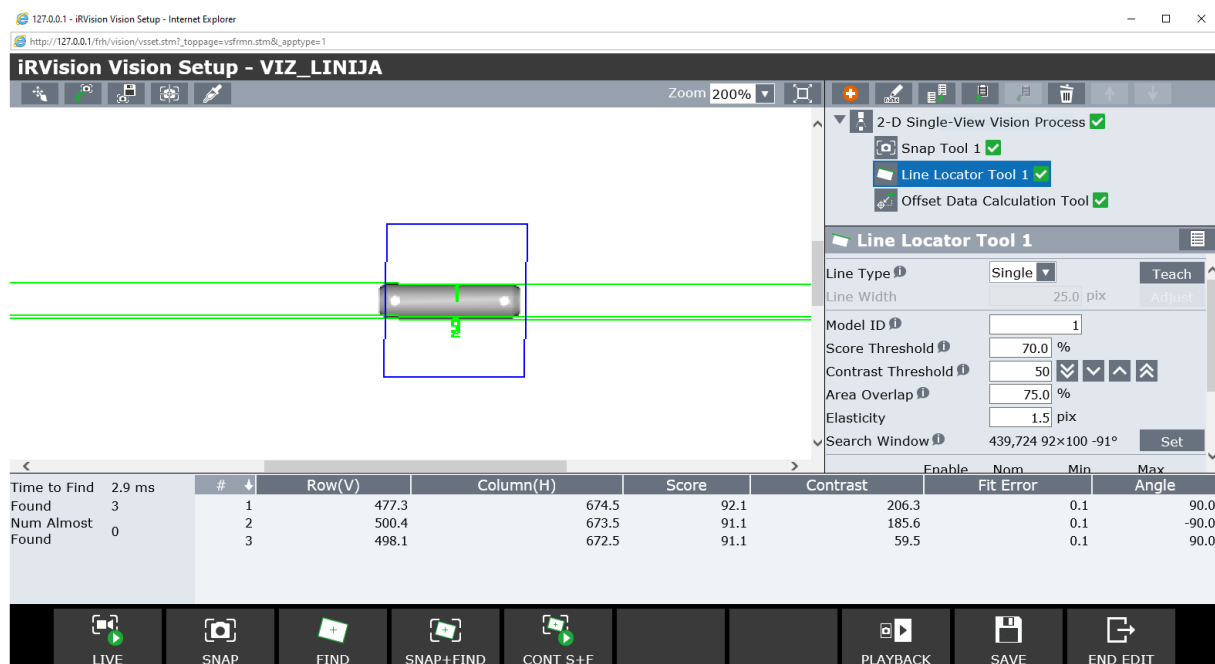 127.0.0.1 - iRVision Vision Setup - Internet Explorer
http://127.0.0.1/frh/vision/vsset.stm?_toppage=vsfrmn.stm&_apptype=1
iRVision Vision Setup - VIZ_LINIJA
Zoom 200%
2-D Single-View Vision Process
Snap Tool 1
Line Locator Tool 1
Offset Data Calculation Tool
Line Locator Tool 1
Line Type Single Teach
Line Width 25.0 pix Adjust
Model ID 1
Score Threshold 70.0 %
Contrast Threshold 50
Area Overlap 75.0 %
Elasticity 1.5 pix
Search Window 439,724 92×100 -91° Set
Enable Nom Min Max
Time to Find 2.9 ms
Found 3
Num Almost Found 0
# Row(V) Column(H) Score Contrast Fit Error Angle
1 477.3 674.5 92.1 206.3 0.1 90.0
2 500.4 673.5 91.1 185.6 0.1 -90.0
3 498.1 672.5 91.1 59.5 0.1 90.0
LIVE SNAP FIND SNAP+FIND CONT S+F PLAYBACK SAVE END EDIT